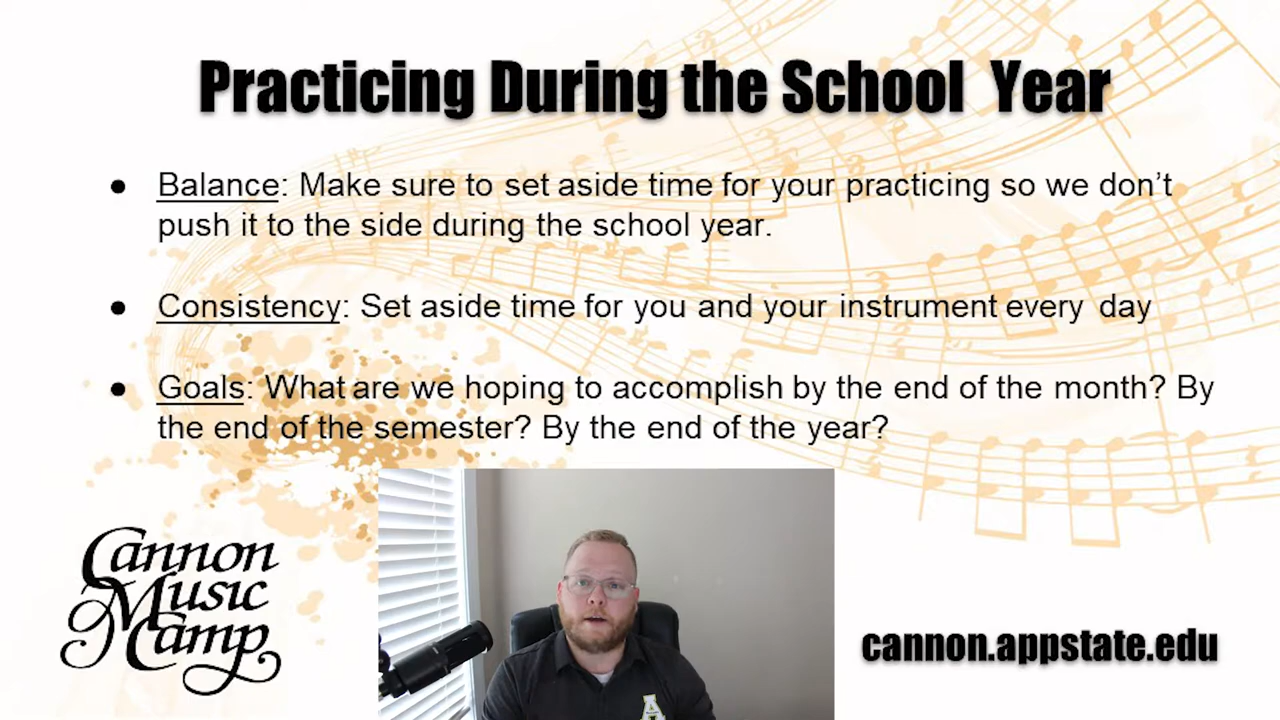 Practicing During the School Year
● Balance: Make sure to set aside time for your practicing so we don’t
push it to the side during the school year.
● Consistency: Set aside time for you and your instrument every day
● Goals: What are we hoping to accomplish by the end of the month? By
the end of the semester? By the end of the year?
Cannon
Music
Camp
A
cannon.appstate.edu